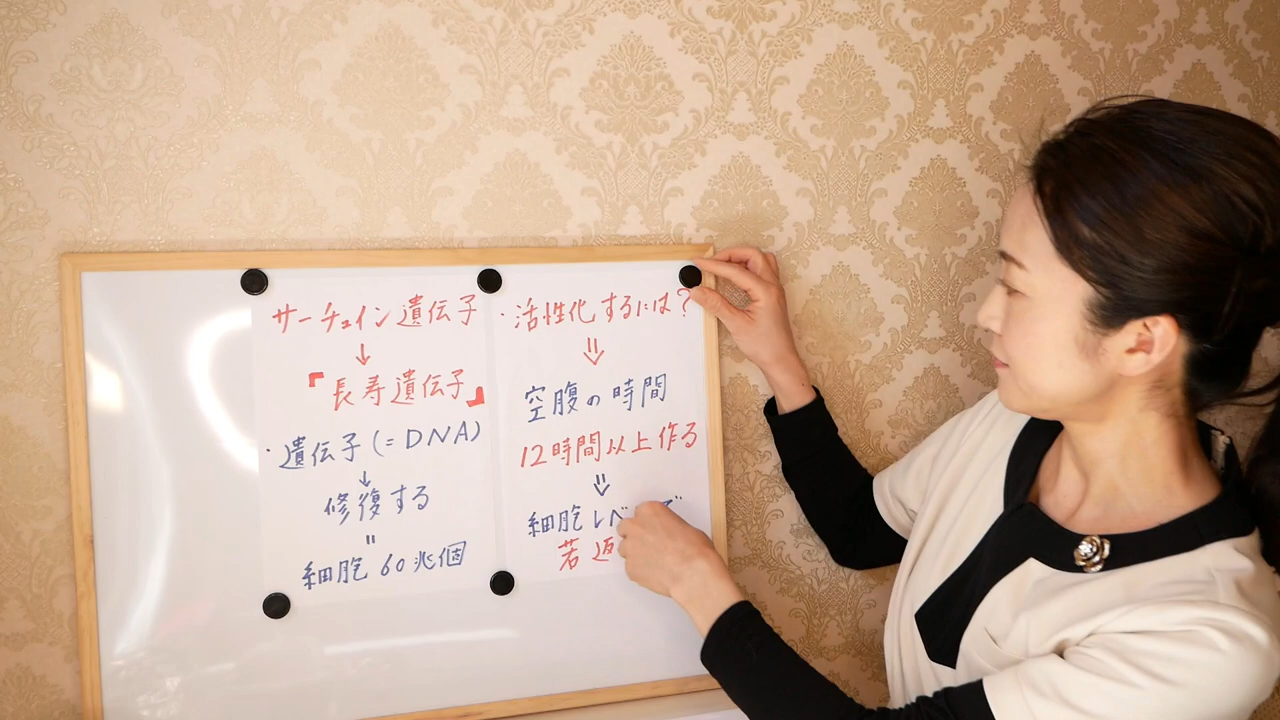 サーチュイン遺伝子
↓
『長寿遺伝子』
・遺伝子(=DNA)
↓
修復する
〃
細胞 60兆個
・活性化するには?
⇓
空腹の時間
12時間以上作る
⇓
細胞レベ
若返